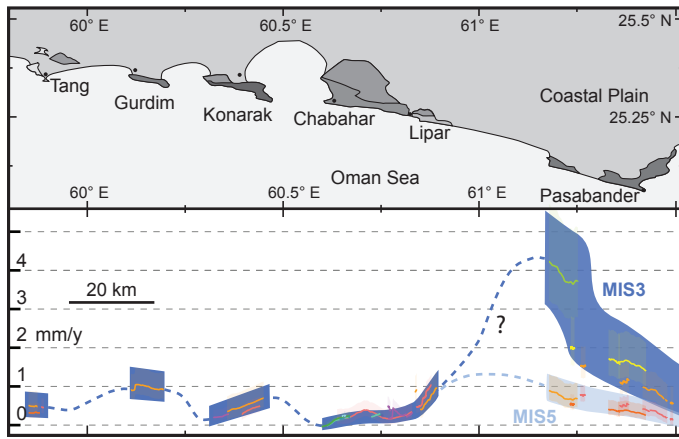 60° E 60.5° E 61° E 25.5° N
Tang
Gurdim
Konarak
Chabahar
Lipar
Coastal Plain
25.25° N
Oman Sea
Pasabander
60° E 60.5° E 61° E
4
3
2
1
0
mm/y
20 km
?
MIS3
MIS5